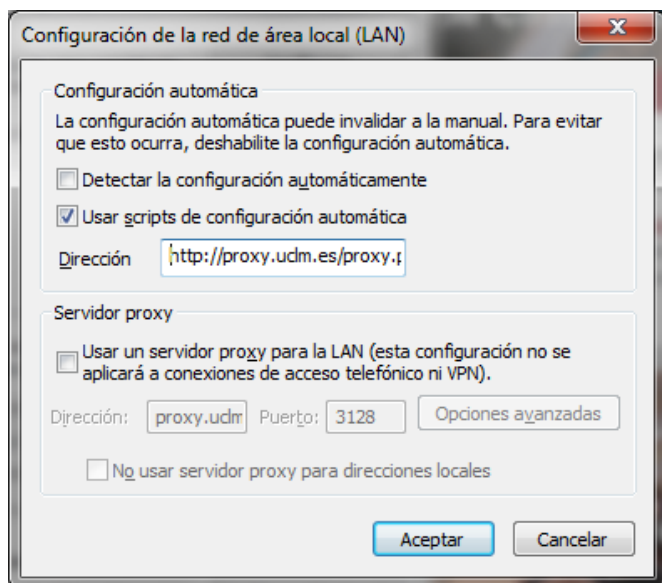 Configuración de la red de área local (LAN)
Configuración automática
La configuración automática puede invalidar a la manual. Para evitar
que esto ocurra, deshabilite la configuración automática.
Detectar la configuración automáticamente
Usar scripts de configuración automática
Dirección http://proxy.uclm.es/proxy.p
Servidor proxy
Usar un servidor proxy para la LAN (esta configuración no se
aplicará a conexiones de acceso telefónico ni VPN).
Dirección: proxy.uclm Puerto: 3128 Opciones avanzadas
No usar servidor proxy para direcciones locales
Aceptar Cancelar